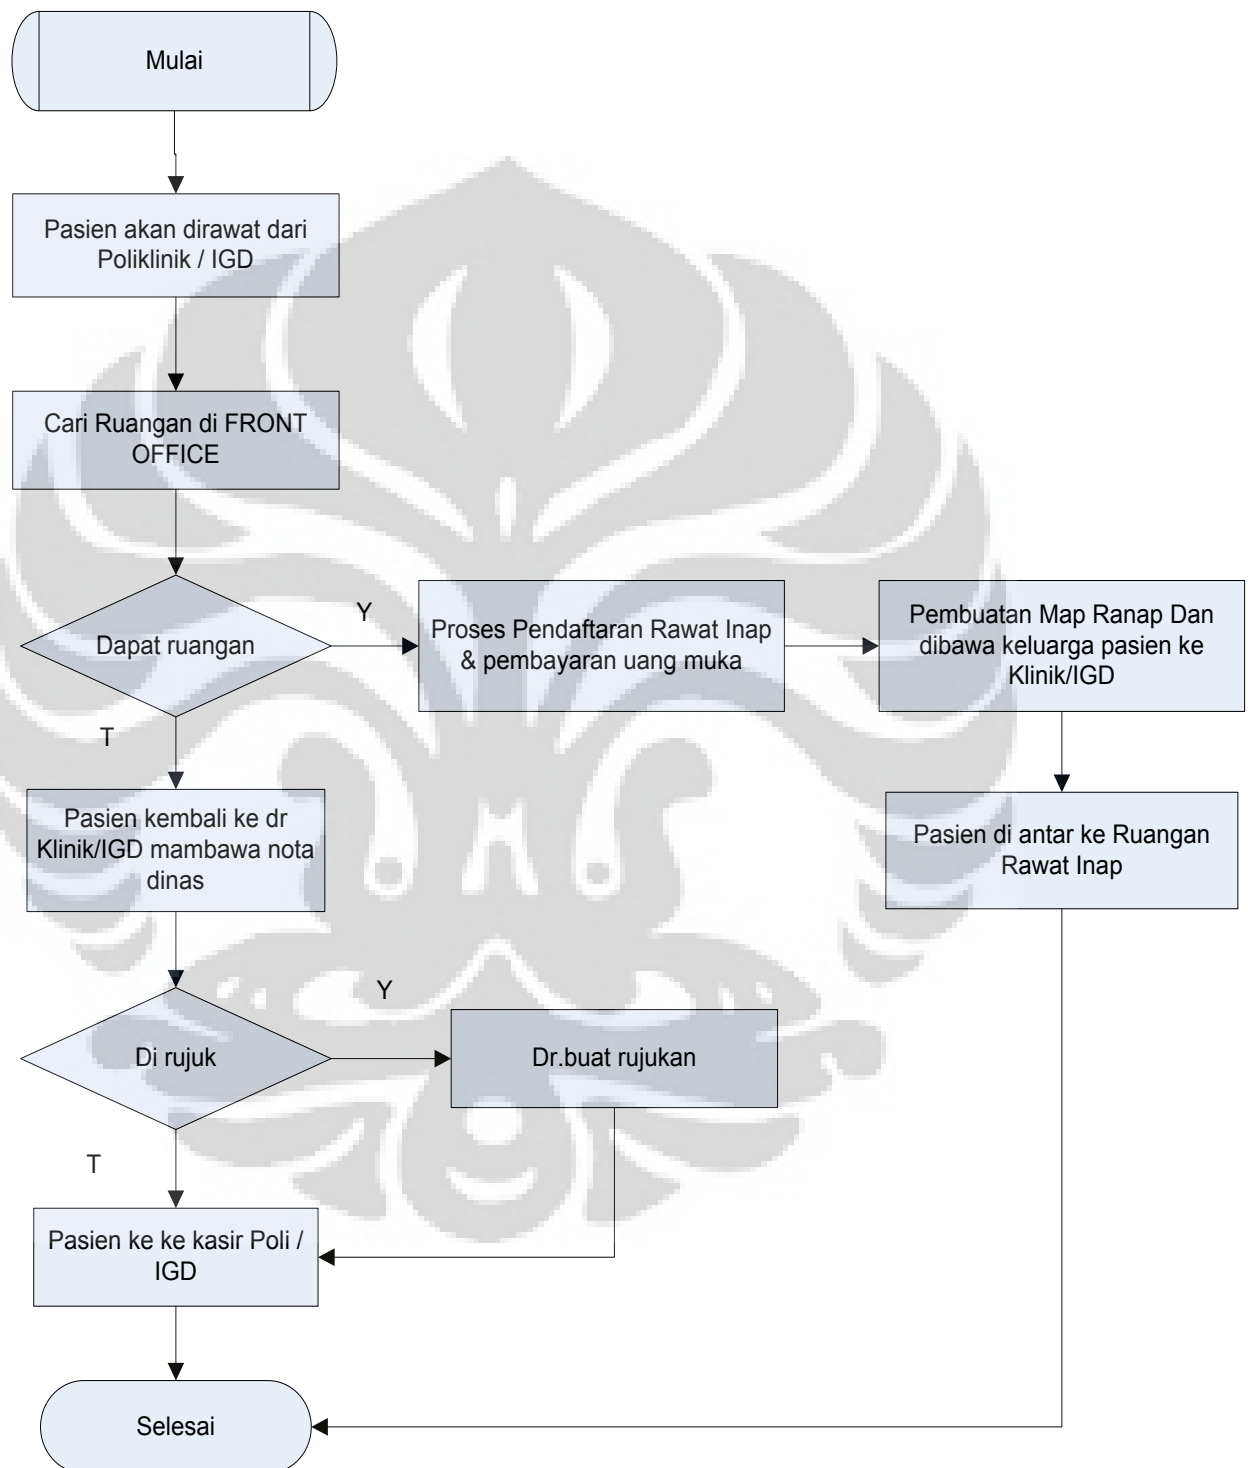 Mulai
Pasien akan dirawat dari
Poliklinik / IGD
Cari Ruangan di FRONT
OFFICE
Dapat ruangan
Y
Proses Pendaftaran Rawat Inap
& pembayaran uang muka
Pembuatan Map Ranap Dan
dibawa keluarga pasien ke
Klinik/IGD
T
Pasien kembali ke dr
Klinik/IGD mambawa nota
dinas
Pasien di antar ke Ruangan
Rawat Inap
Di rujuk
Y
Dr.buat rujukan
T
Pasien ke ke kasir Poli /
IGD
Selesai